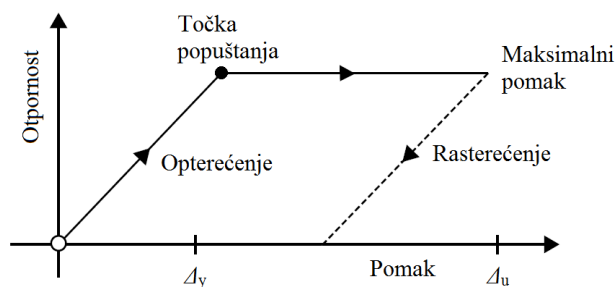 Točka
popuštanja
Maksimalni
pomak
Otpornost
Opterećenje
Rasterećenje
Δy
Pomak
Δu